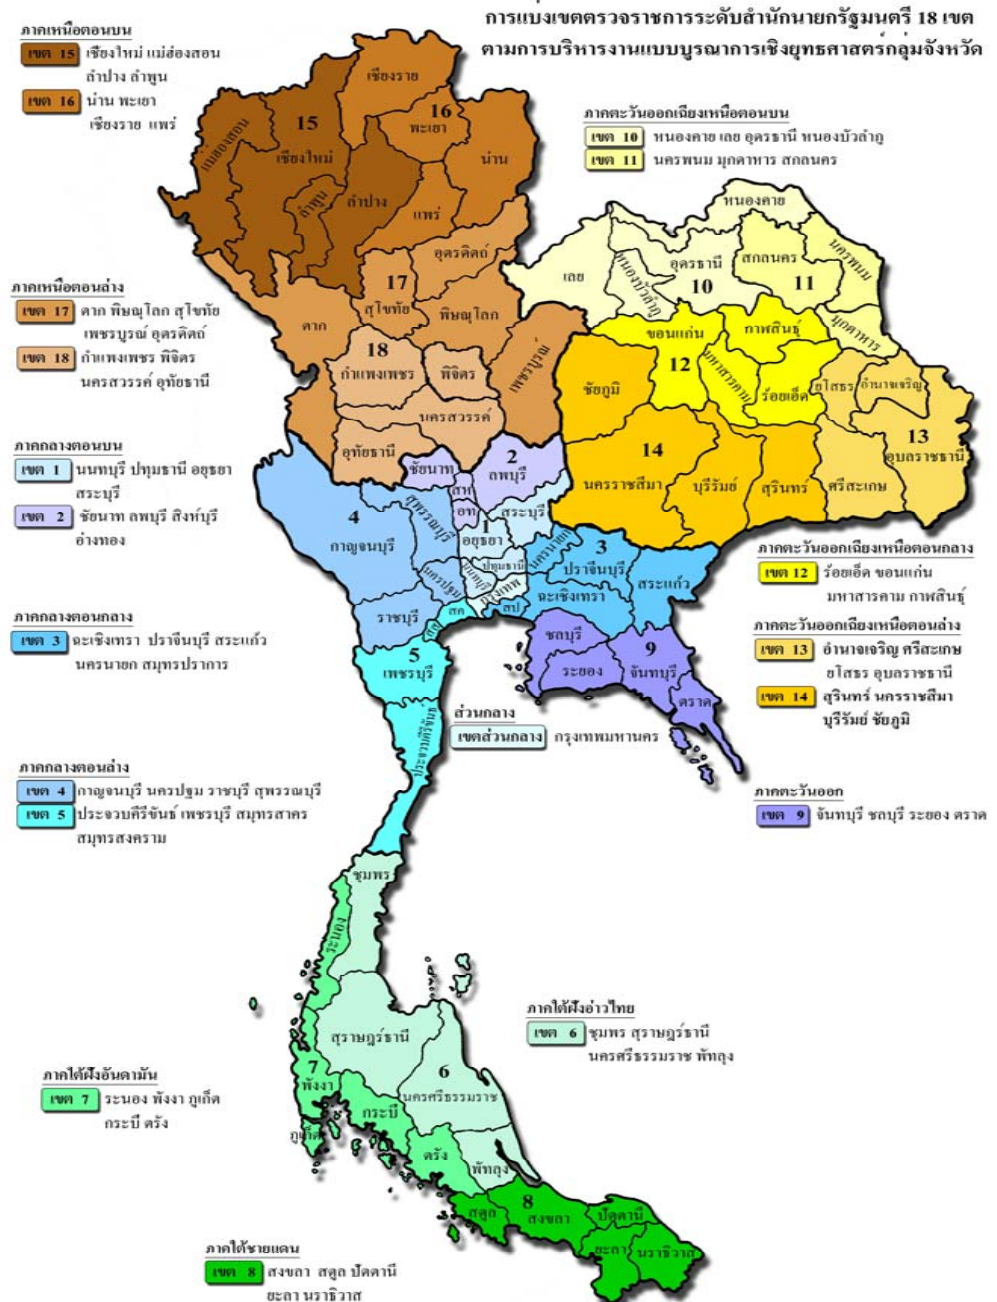 การแบ่งเขตตรวจราชการระดับสำนักนายกรัฐมนตรี 18 เขต
ตามการบริหารงานแบบบูรณาการเชิงยุทธศาสตร์กลุ่มจังหวัด
ภาคเหนือตอนบน
เขต 15 เชียงใหม่ แม่ฮ่องสอน
ลำปาง ลำพูน
เขต 16 น่าน พะเยา
เชียงราย แพร่
ภาคตะวันออกเฉียงเหนือตอนบน
เขต 10 หนองคาย เลย อุดรธานี หนองบัวลำภู
เขต 11 นครพนม มุกดาหาร สกลนคร
ภาคเหนือตอนล่าง
เขต 17 ตาก พิษณุโลก สุโขทัย
เพชรบูรณ์ อุตรดิตถ์
เขต 18 กำแพงเพชร พิจิตร
นครสวรรค์ อุทัยธานี
ภาคกลางตอนบน
เขต 1 นนทบุรี ปทุมธานี อยุธยา
สระบุรี
เขต 2 ชัยนาท ลพบุรี สิงห์บุรี
อ่างทอง
ภาคกลางตอนกลาง
เขต 3 ฉะเชิงเทรา ปราจีนบุรี สระแก้ว
นครนายก สมุทรปราการ
ภาคกลางตอนล่าง
เขต 4 กาญจนบุรี นครปฐม ราชบุรี สุพรรณบุรี
เขต 5 ประจวบคีรีขันธ์ เพชรบุรี สมุทรสาคร
สมุทรสงคราม
ภาคตะวันออกเฉียงเหนือตอนกลาง
เขต 12 ร้อยเอ็ด ขอนแก่น
มหาสารคาม กาฬสินธุ์
ภาคตะวันออกเฉียงเหนือตอนล่าง
เขต 13 อำนาจเจริญ ศรีสะเกษ
ยโสธร อุบลราชธานี
เขต 14 สุรินทร์ นครราชสีมา
บุรีรัมย์ ชัยภูมิ
ส่วนกลาง
เขตส่วนกลาง กรุงเทพมหานคร
ภาคตะวันออก
เขต 9 จันทบุรี ชลบุรี ระยอง ตราด
ภาคใต้ฝั่งอ่าวไทย
เขต 6 ชุมพร สุราษฎร์ธานี
นครศรีธรรมราช พัทลุง
ภาคใต้ฝั่งอันดามัน
เขต 7 ระนอง พังงา ภูเก็ต
กระบี่ ตรัง
ภาคใต้ชายแดน
เขต 8 สงขลา สตูล ปัตตานี
ยะลา นราธิวาส
เชียงราย
16
พะเยา
15
แม่ฮ่องสอน
เชียงใหม่
น่าน
ลำพูน
ลำปาง
แพร่
อุตรดิตถ์
17
ตาก
สุโขทัย
พิษณุโลก
18
กำแพงเพชร
พิจิตร
เพชรบูรณ์
นครสวรรค์
อุทัยธานี
หนองคาย
เลย
หนองบัวลำภู
อุดรธานี
10
สกลนคร
11
นครพนม
มุกดาหาร
ขอนแก่น
12
กาฬสินธุ์
มหาสารคาม
ร้อยเอ็ด
ยโสธร
อำนาจเจริญ
13
อุบลราชธานี
ชัยภูมิ
14
นครราชสีมา
บุรีรัมย์
สุรินทร์
ศรีสะเกษ
ชัยนาท
2
ลพบุรี
สห
อท
สระบุรี
1
อยุธยา
4
กาญจนบุรี
สุพรรณบุรี
นครปฐม
นนทบุรี
ปทุมธานี
กรุงเทพ
นครนายก
3
ปราจีนบุรี
สระแก้ว
ฉะเชิงเทรา
สป
สค
สส
ราชบุรี
5
เพชรบุรี
ประจวบคีรีขันธ์
ชลบุรี
ระยอง
9
จันทบุรี
ตราด
ชุมพร
ระนอง
สุราษฎร์ธานี
7
พังงา
6
นครศรีธรรมราช
กระบี่
ภูเก็ต
ตรัง
พัทลุง
8
สตูล
สงขลา
ปัตตานี
ยะลา
นราธิวาส